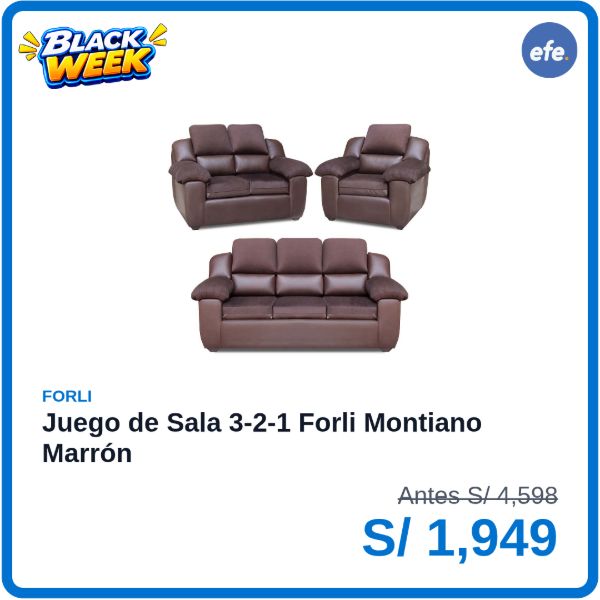 BLACK
WEEK
efe.
FORLI
Juego de Sala 3-2-1 Forli Montiano
Marrón
Antes S/ 4,598
S/ 1,949